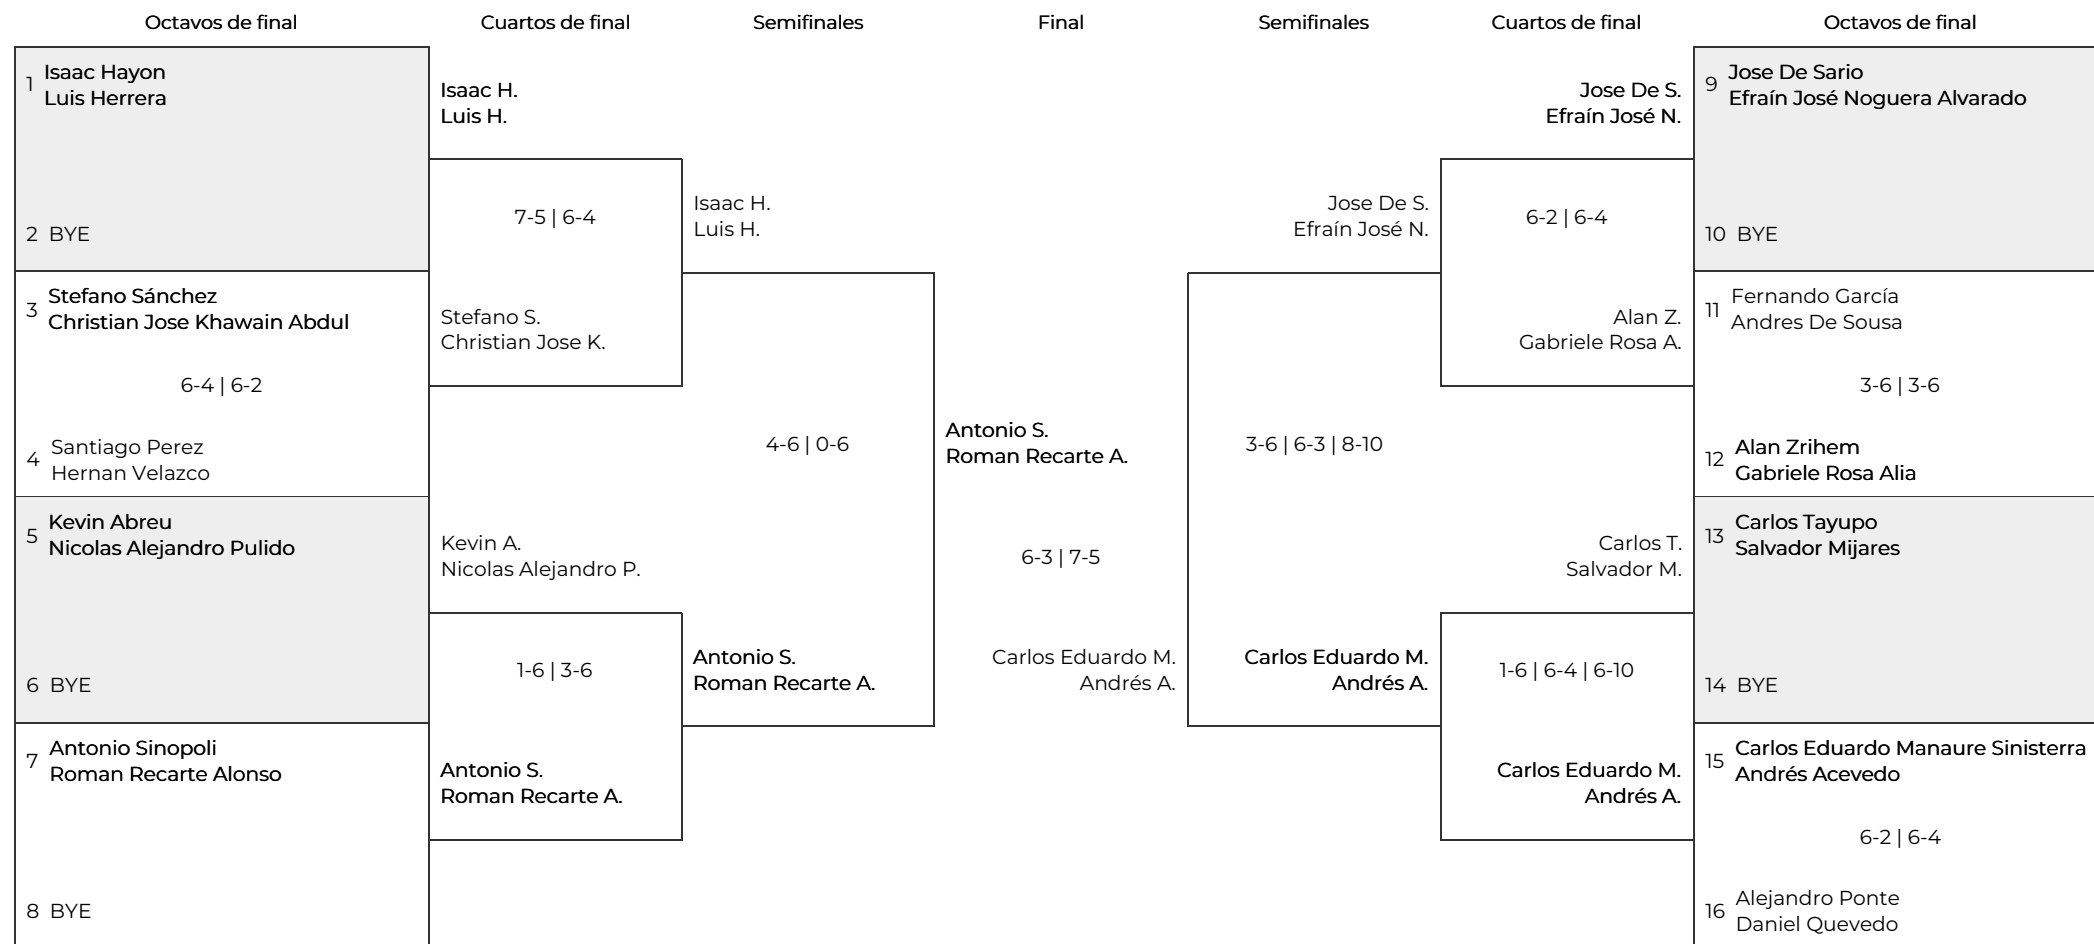 Octavos de final
Cuartos de final
Semifinales
Final
Semifinales
Cuartos de final
Octavos de final
1
Isaac Hayon
Luis Herrera
2 BYE
3
Stefano Sánchez
Christian Jose Khawain Abdul
6-4 | 6-2
4
Santiago Perez
Hernan Velazco
5
Kevin Abreu
Nicolas Alejandro Pulido
6 BYE
7
Antonio Sinopoli
Roman Recarte Alonso
8 BYE
Isaac H.
Luis H.
7-5 | 6-4
Stefano S.
Christian Jose K.
Kevin A.
Nicolas Alejandro P.
1-6 | 3-6
Antonio S.
Roman Recarte A.
Isaac H.
Luis H.
4-6 | 0-6
Antonio S.
Roman Recarte A.
Antonio S.
Roman Recarte A.
6-3 | 7-5
Carlos Eduardo M.
Andrés A.
Jose De S.
Efraín José N.
3-6 | 6-3 | 8-10
Carlos Eduardo M.
Andrés A.
Jose De S.
Efraín José N.
6-2 | 6-4
Alan Z.
Gabriele Rosa A.
Carlos T.
Salvador M.
1-6 | 6-4 | 6-10
Carlos Eduardo M.
Andrés A.
9
Jose De Sario
Efraín José Noguera Alvarado
10 BYE
11
Fernando García
Andres De Sousa
3-6 | 3-6
12
Alan Zrihem
Gabriele Rosa Alia
13
Carlos Tayupo
Salvador Mijares
14 BYE
15
Carlos Eduardo Manaure Sinisterra
Andrés Acevedo
6-2 | 6-4
16
Alejandro Ponte
Daniel Quevedo